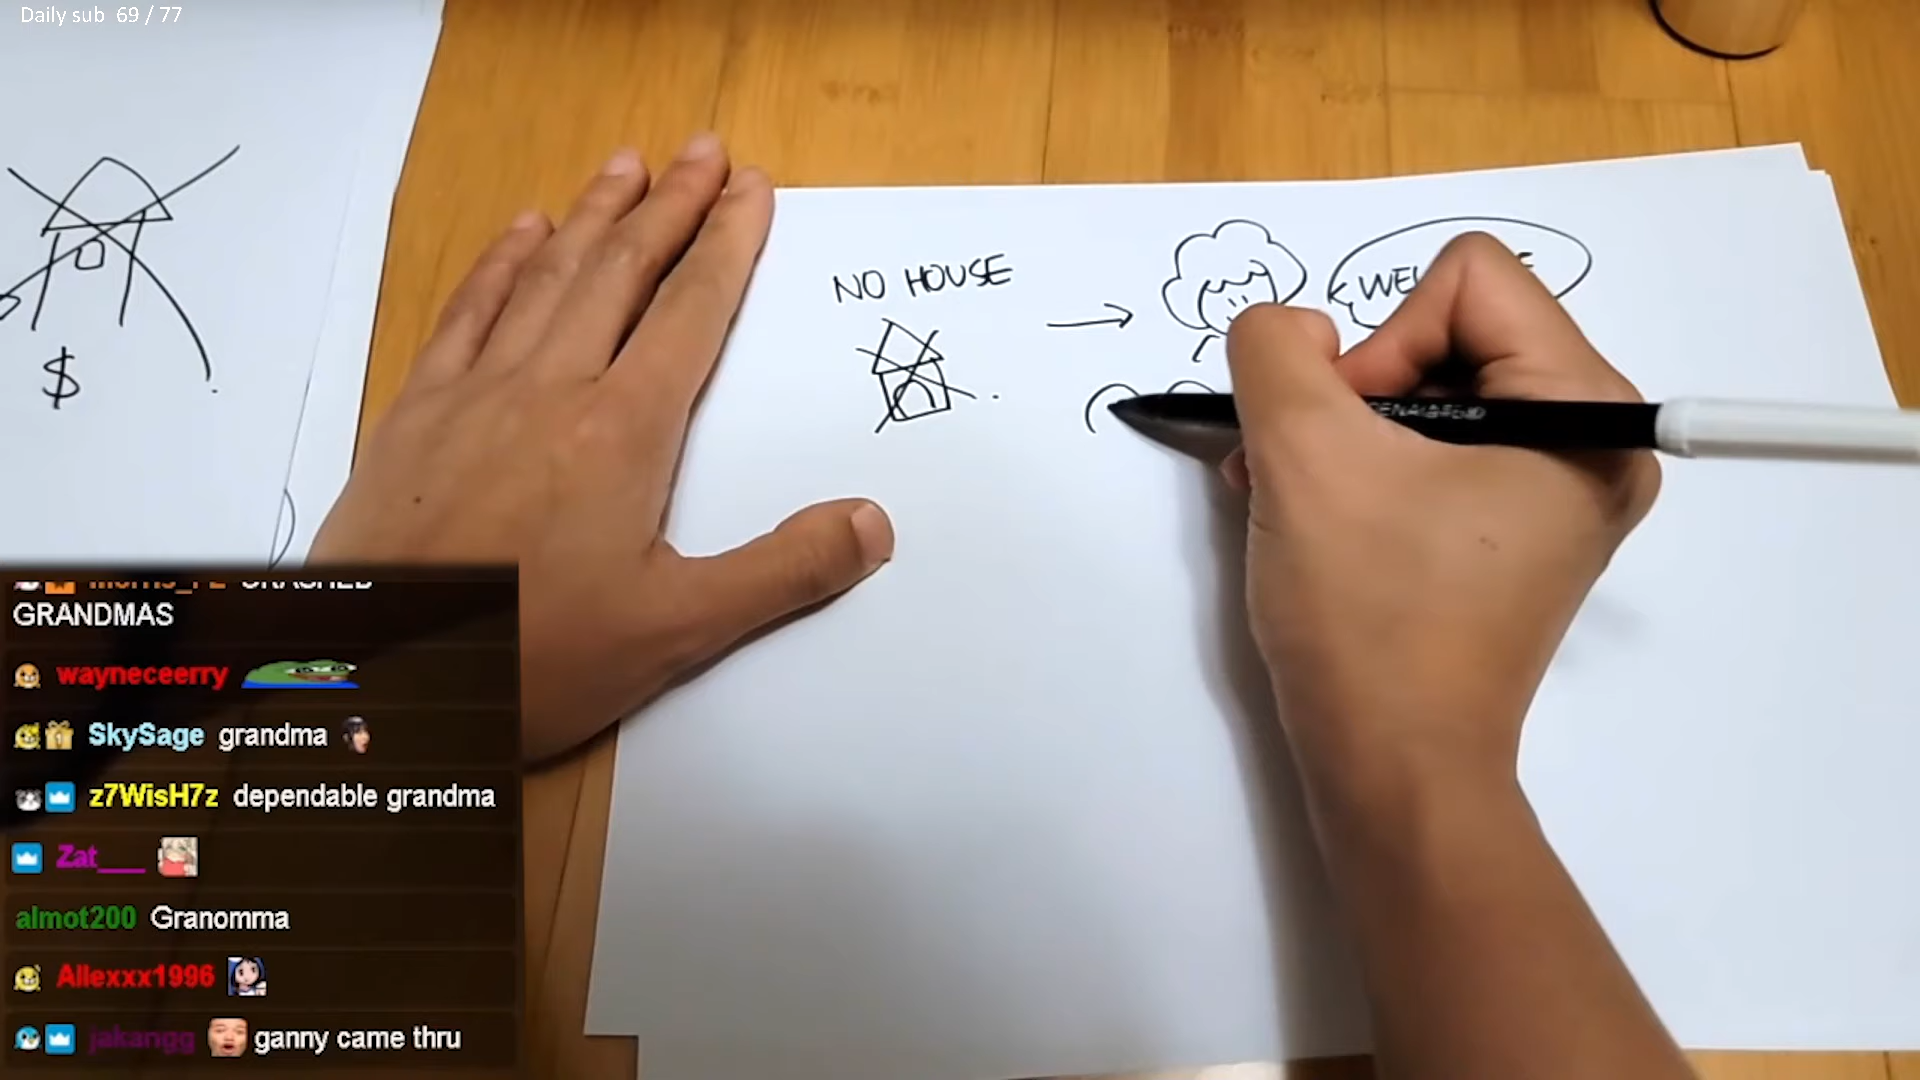 Daily sub 69 / 77
NO HOUSE
$
GRANDMAS
wayneceerry
SkySage grandma
z7WisH7z dependable grandma
Zat___
almot200 Granomma
Allexxx1996
jakangg ganny came thru